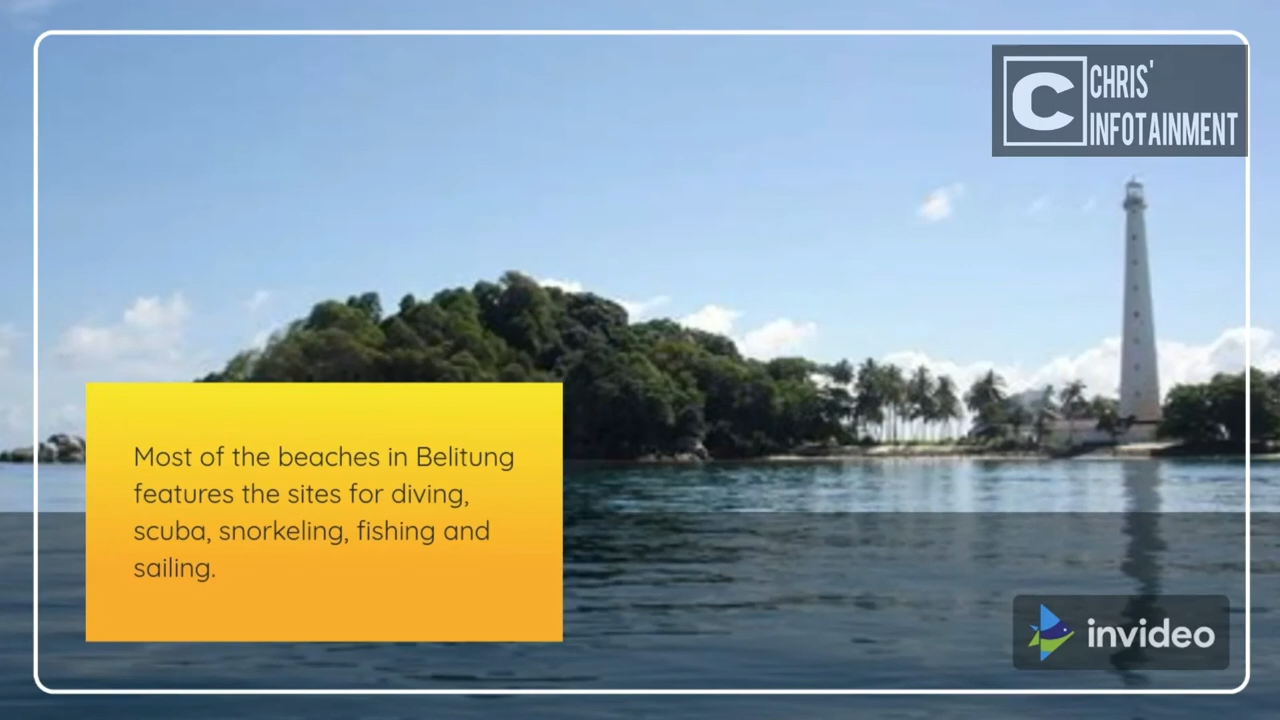 C CHRIS'
INFOTAINMENT
Most of the beaches in Belitung
features the sites for diving,
scuba, snorkeling, fishing and
sailing.
invideo